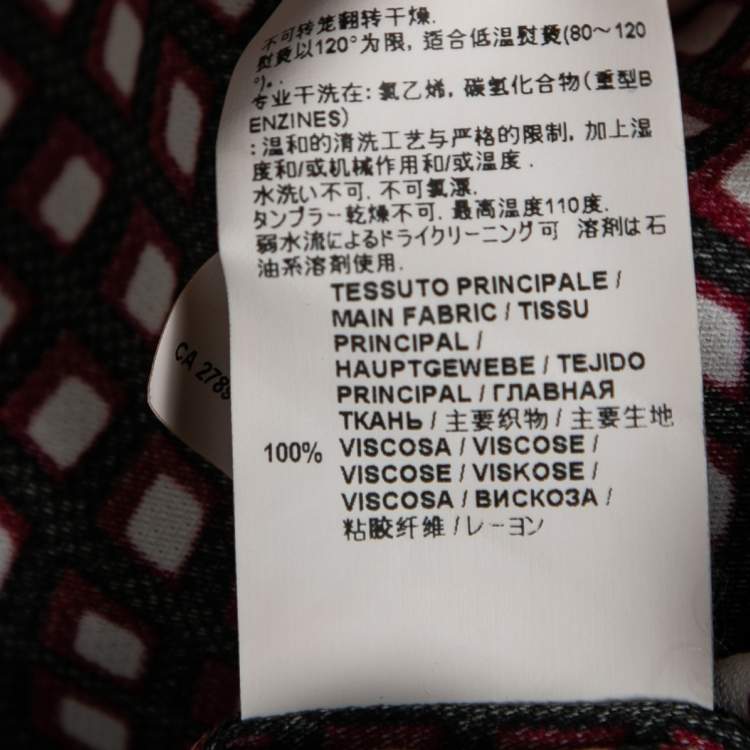 不可转笼翻转干燥.
熨烫以120°为限, 适合低温熨烫(80～120
°)。.
专业干洗在: 氯乙烯, 碳氢化合物 (重型B
ENZINES)
: 温和的清洗工艺与严格的限制, 加上湿
度和/或机械作用和/或温度 .
水洗い不可. 不可氯漂.
タンブラー乾燥不可. 最高温度110度.
弱水流によるドライクリーニング可 溶剤は石
油系溶剤使用.
TESSUTO PRINCIPALE /
MAIN FABRIC / TISSU
PRINCIPAL /
HAUPTGEWEBE / TEJIDO
PRINCIPAL / ГЛАВНАЯ
ТКАНЬ / 主要织物 / 主要生地
100% VISCOSA / VISCOSE /
VISCOSE / VISKOSE /
VISCOSA / ВИСКОЗА /
粘胶纤维 / レーヨン
CA 2789